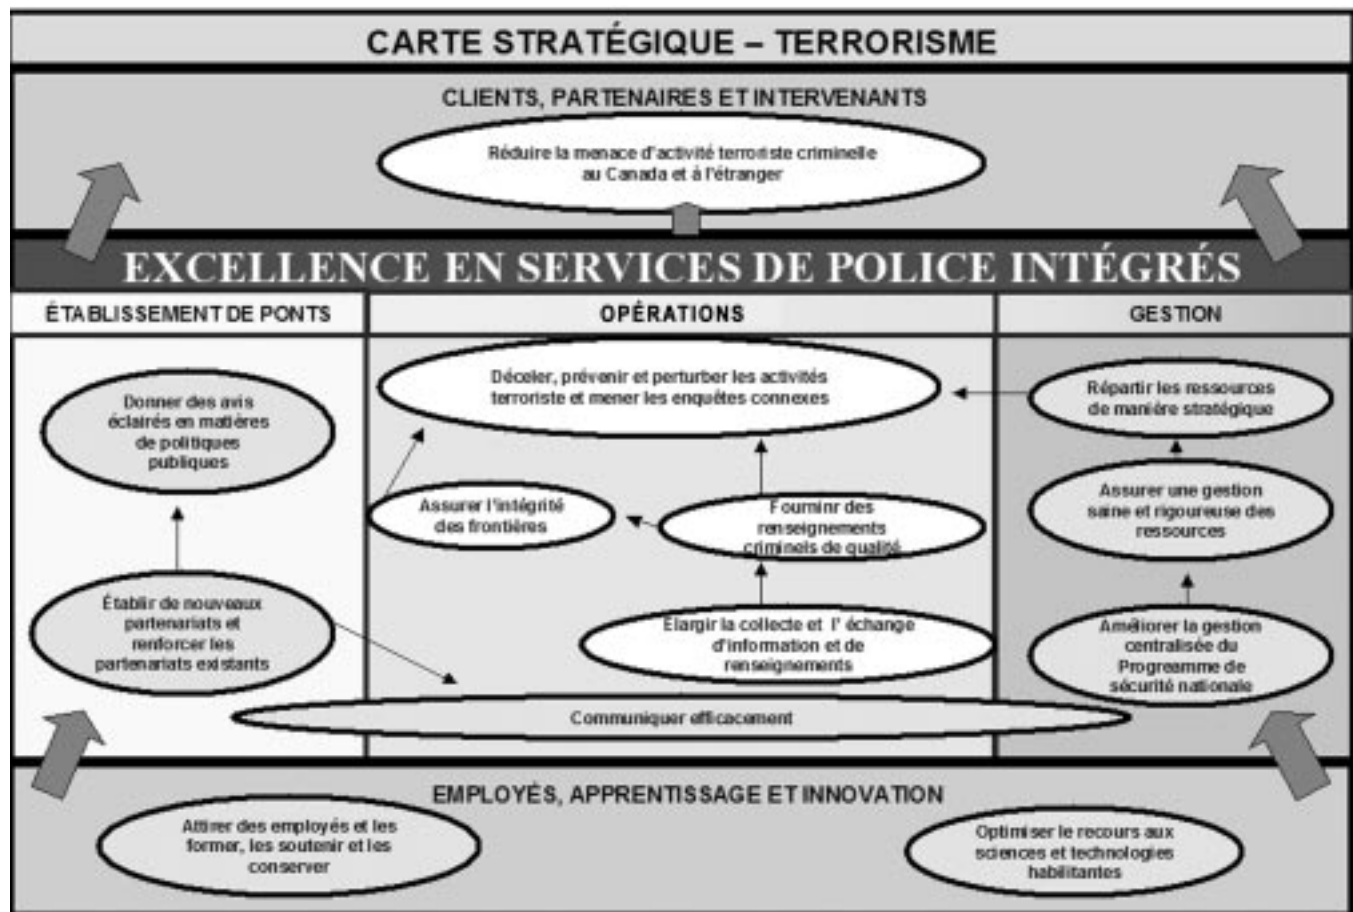 CARTE STRATÉGIQUE – TERRORISME
CLIENTS, PARTENAIRES ET INTERVENANTS
Réduire la menace d'activité terroriste criminelle
au Canada et à l'étranger
EXCELLENCE EN SERVICES DE POLICE INTÉGRÉS
ÉTABLISSEMENT DE PONTS
Donner des avis
éclairés en matières
de politiques
publiques
Établir de nouveaux
partenariats et
renforcer les
partenariats existants
OPÉRATIONS
Déceler, prévenir et perturber les activités
terroriste et mener les enquêtes connexes
Assurer l'intégrité
des frontières
Fourninr des
renseignements
criminels de qualité
Élargir la collecte et l' échange
d'information et de
renseignements
GESTION
Répartir les ressources
de manière stratégique
Assurer une gestion
saine et rigoureuse des
ressources
Améliorer la gestion
centralisée du
Progreamme de
sécurité nationale
Communiquer efficacement
EMPLOYÉS, APPRENTISSAGE ET INNOVATION
Attirer des employés et les
former, les soutenir et les
conserver
Optimiser le recours aux
sciences et technologies
habilitantes